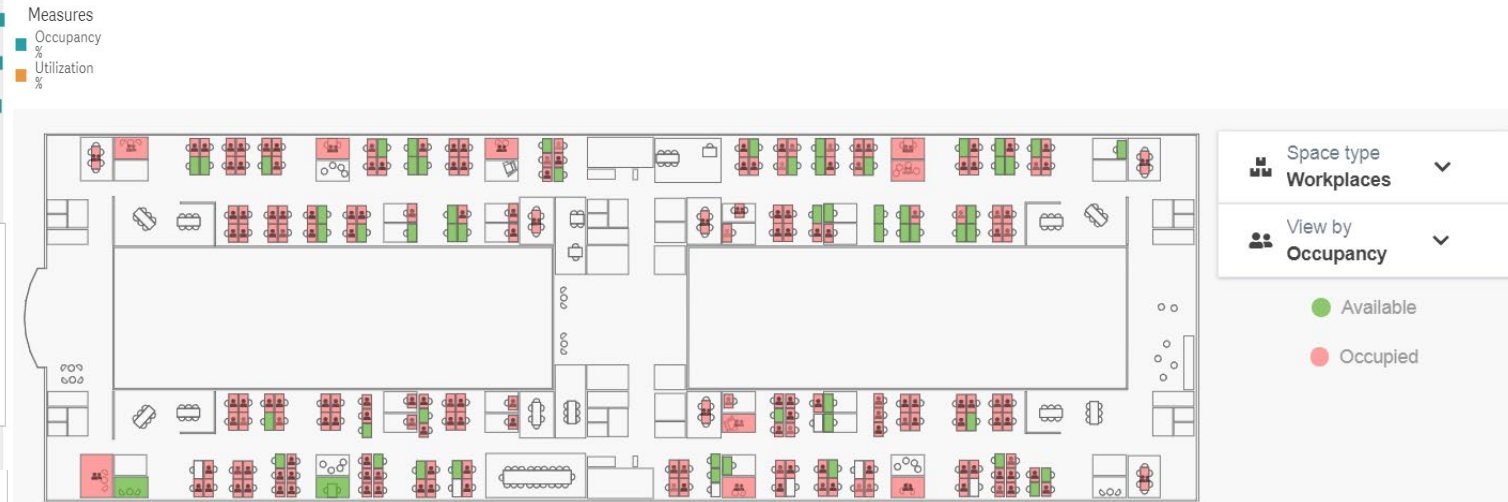 Measures
Occupancy
%
Utilization
%
Space type
Workplaces
View by
Occupancy
Available
Occupied